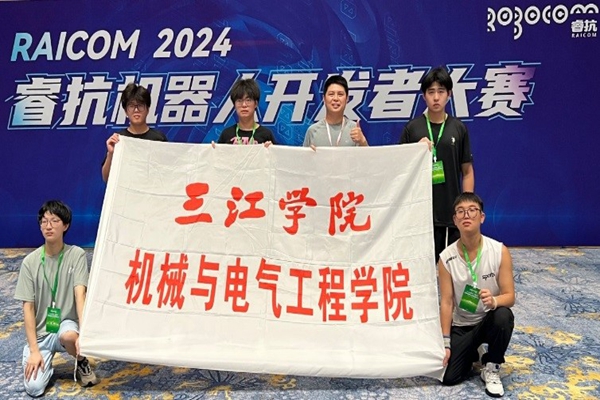 RAICOM 2024
robocom 睿抗
RAICOM
睿抗机器人开发者大赛
三江学院
机械与电气工程学院